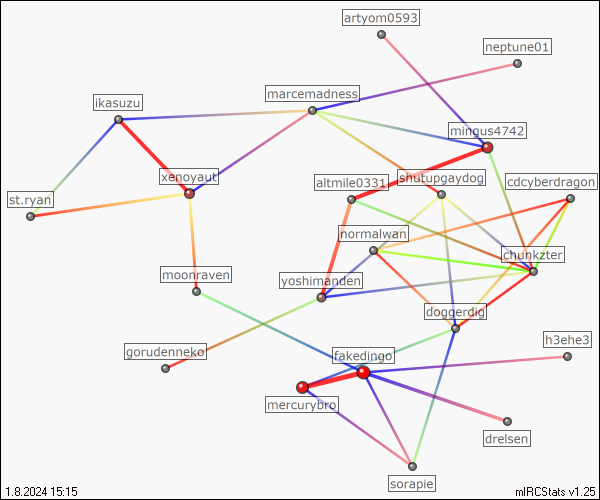 artyom0593
neptune01
marcemadness
ikasuzu
mingus4742
xenoyaut
altmile0331
shutupgaydog
cdcyberdragon
st.ryan
normalwan
chunkzter
moonraven
yoshimanden
doggerdig
h3ehe3
gorudenneko
fakedingo
mercurybro
drelsen
sorapie
1.8.2024 15:15
mIRCStats v1.25